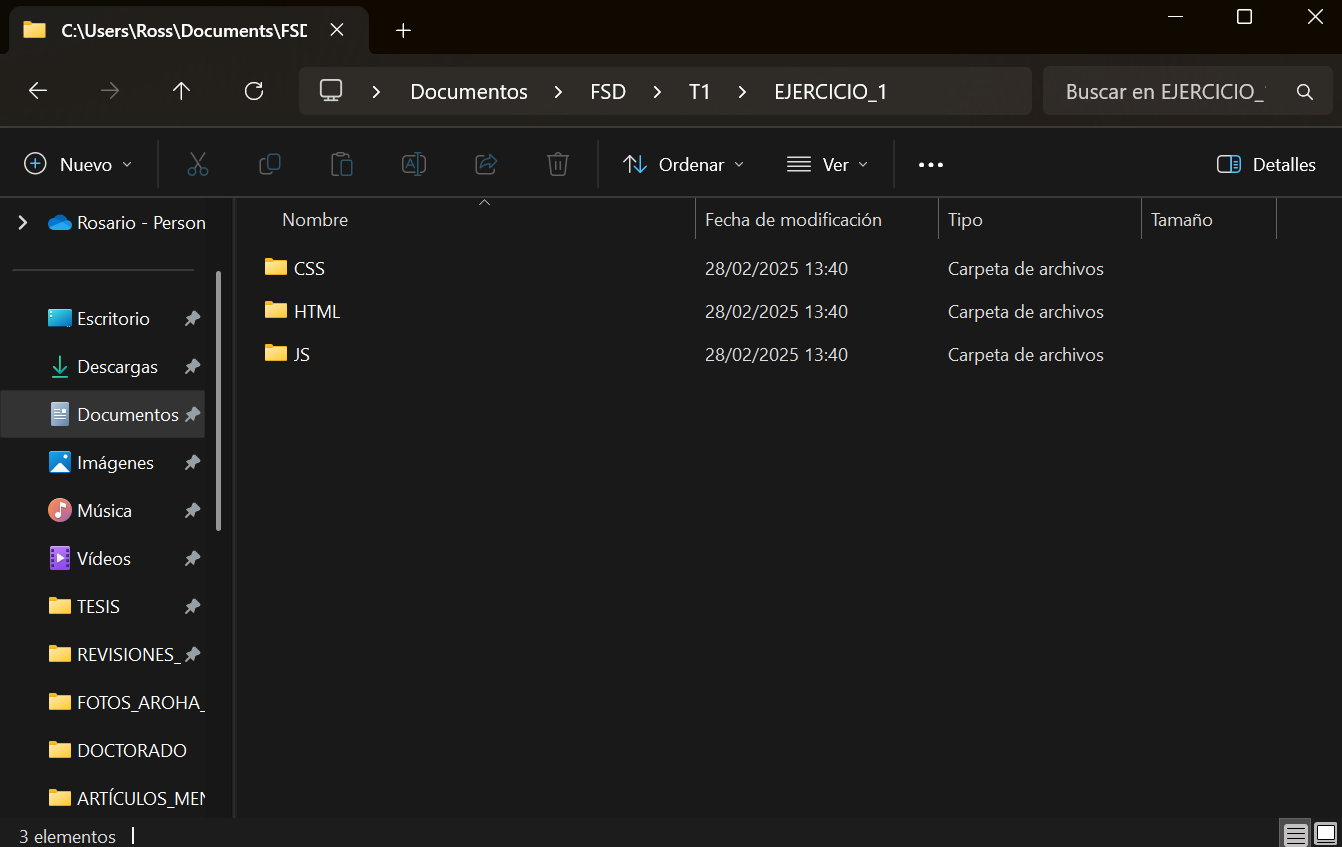 C:\Users\Ross\Documents\FSD
Documentos > FSD > T1 > EJERCICIO_1
Buscar en EJERCICIO_
Nuevo
Ordenar
Ver
Detalles
Rosario - Person
Escritorio
Descargas
Documentos
Imágenes
Música
Vídeos
TESIS
REVISIONES_
FOTOS_AROHA_
DOCTORADO
ARTÍCULOS_MEN
Nombre Fecha de modificación Tipo Tamaño
CSS 28/02/2025 13:40 Carpeta de archivos
HTML 28/02/2025 13:40 Carpeta de archivos
JS 28/02/2025 13:40 Carpeta de archivos
3 elementos